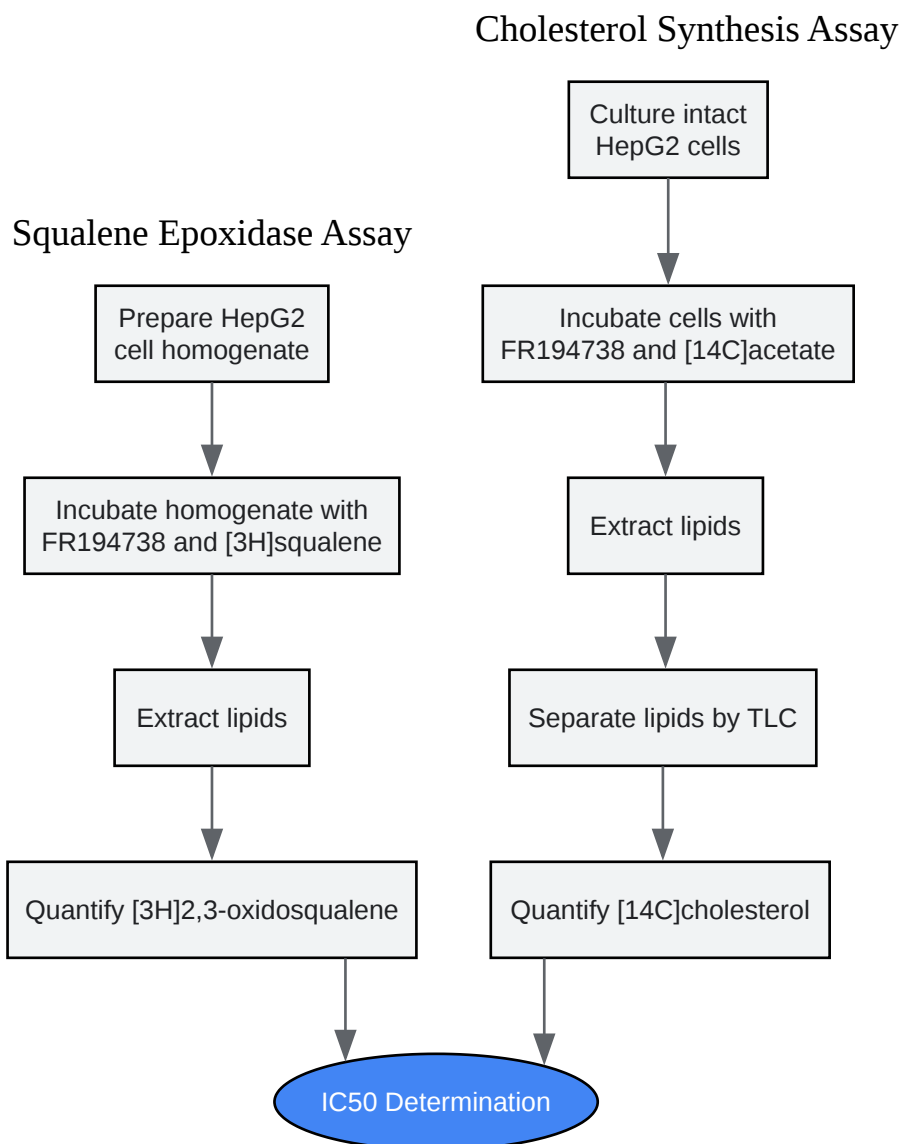 Cholesterol Synthesis Assay
Culture intact
HepG2 cells
Incubate cells with
FR194738 and [14C]acetate
Extract lipids
Separate lipids by TLC
Quantify [14C]cholesterol
Squalene Epoxidase Assay
Prepare HepG2
cell homogenate
Incubate homogenate with
FR194738 and [3H]squalene
Extract lipids
Quantify [3H]2,3-oxidosqualene
IC50 Determination